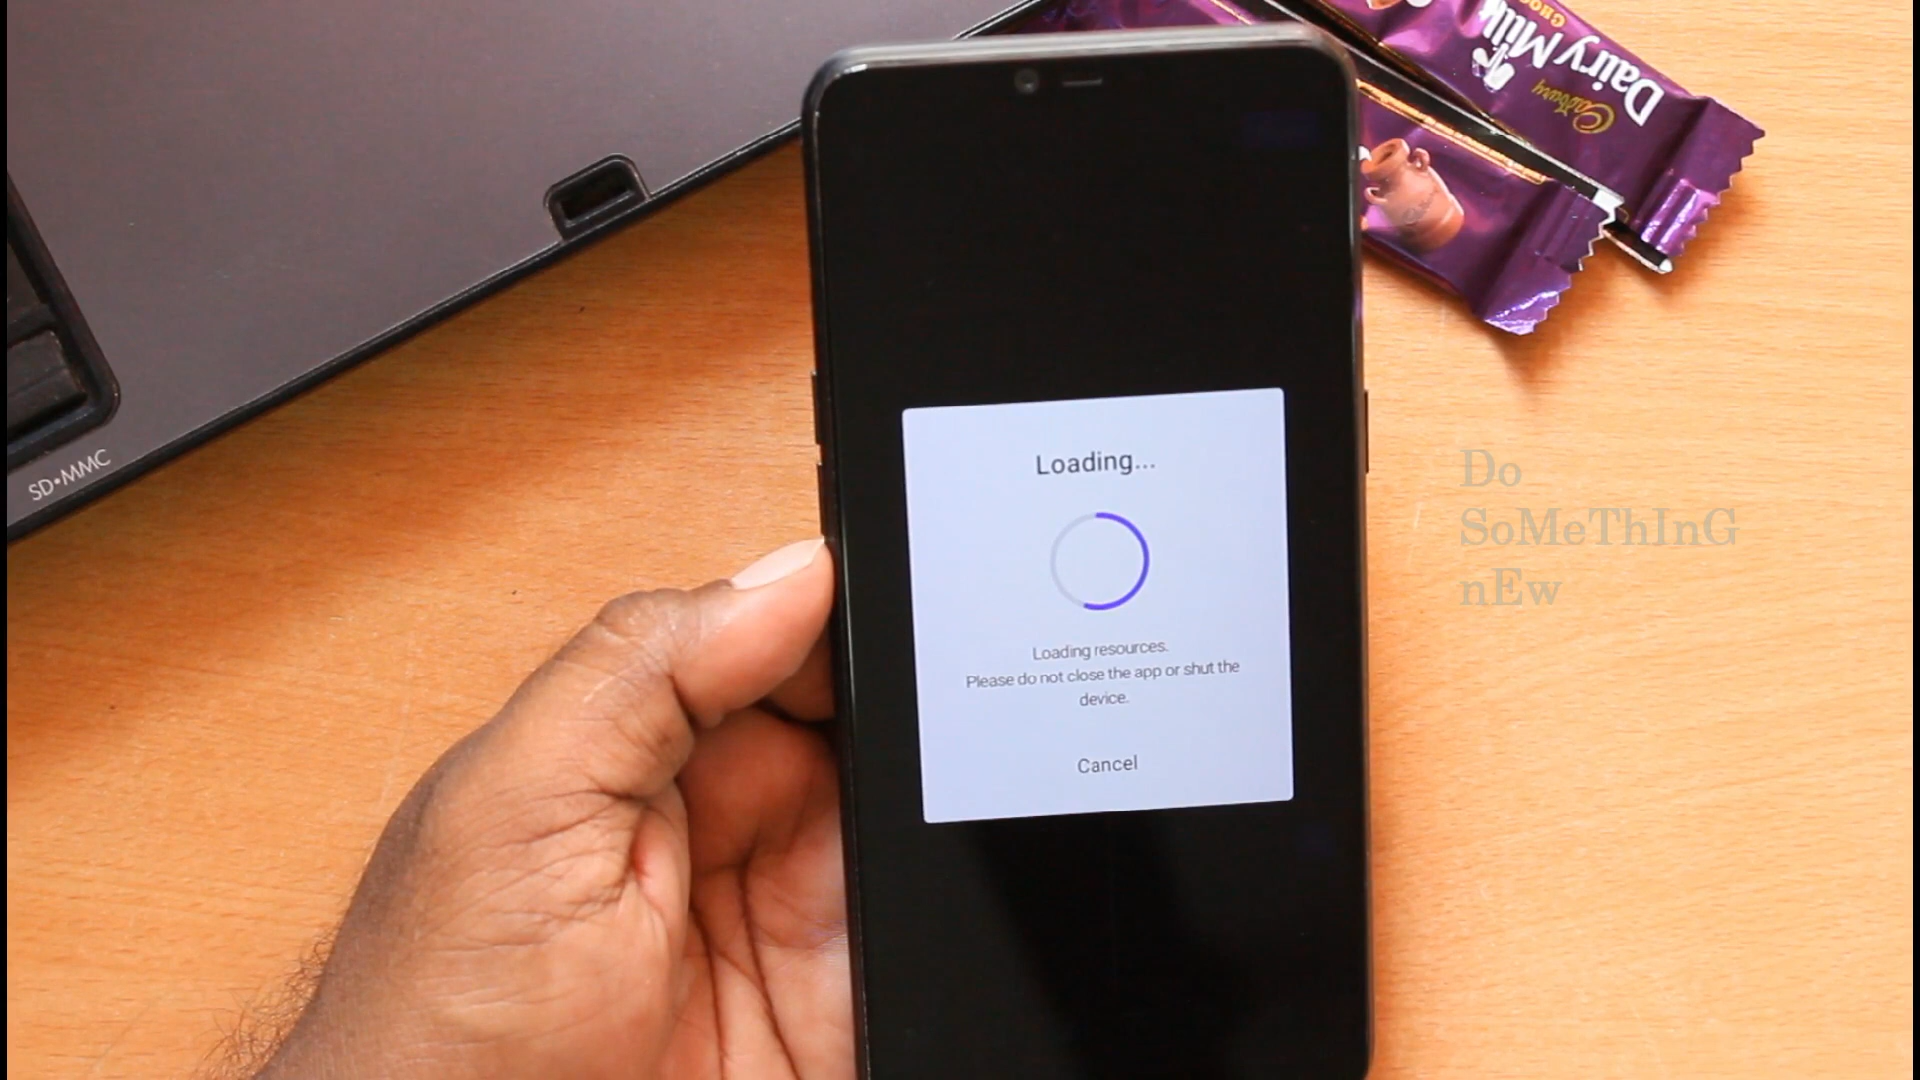 Dairy Milk
Cadbury
SD•MMC
Loading...
Loading resources.
Please do not close the app or shut the
device.
Cancel
Do
SoMeThInG
nEw